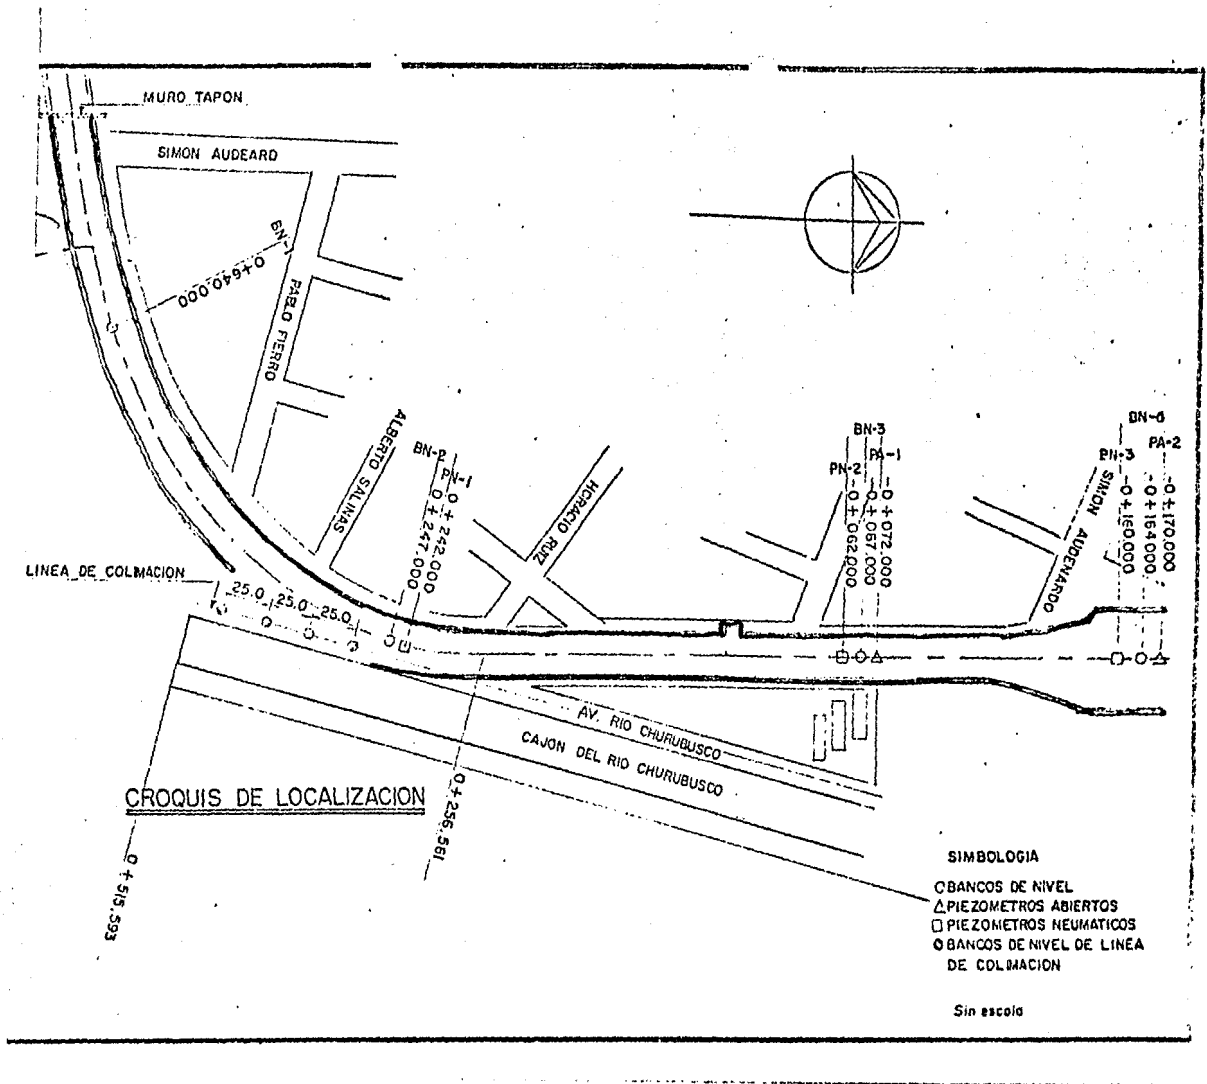 MURO TAPON
SIMON AUDEARD
BN-1
0+640.000
PABLO FIERRO
ALBERTO SALINAS
BN-2
PN-1
0+242.000
0+247.000
HORACIO RUIZ
BN-3
PN-2
PA-1
-0+062.000
-0+067.000
-0+072.000
BN-6
PN-3
PA-2
SIMON AUDENARDO
-0+160.000
-0+164.000
-0+170.000
LINEA DE COLIMACION
25.0
25.0
25.0
AV. RIO CHURUBUSCO
CAJON DEL RIO CHURUBUSCO
CROQUIS DE LOCALIZACION
0+256.561
0+515.593
SIMBOLOGIA
BANCOS DE NIVEL
PIEZOMETROS ABIERTOS
PIEZOMETROS NEUMATICOS
BANCOS DE NIVEL DE LINEA
DE COLIMACION
Sin escala